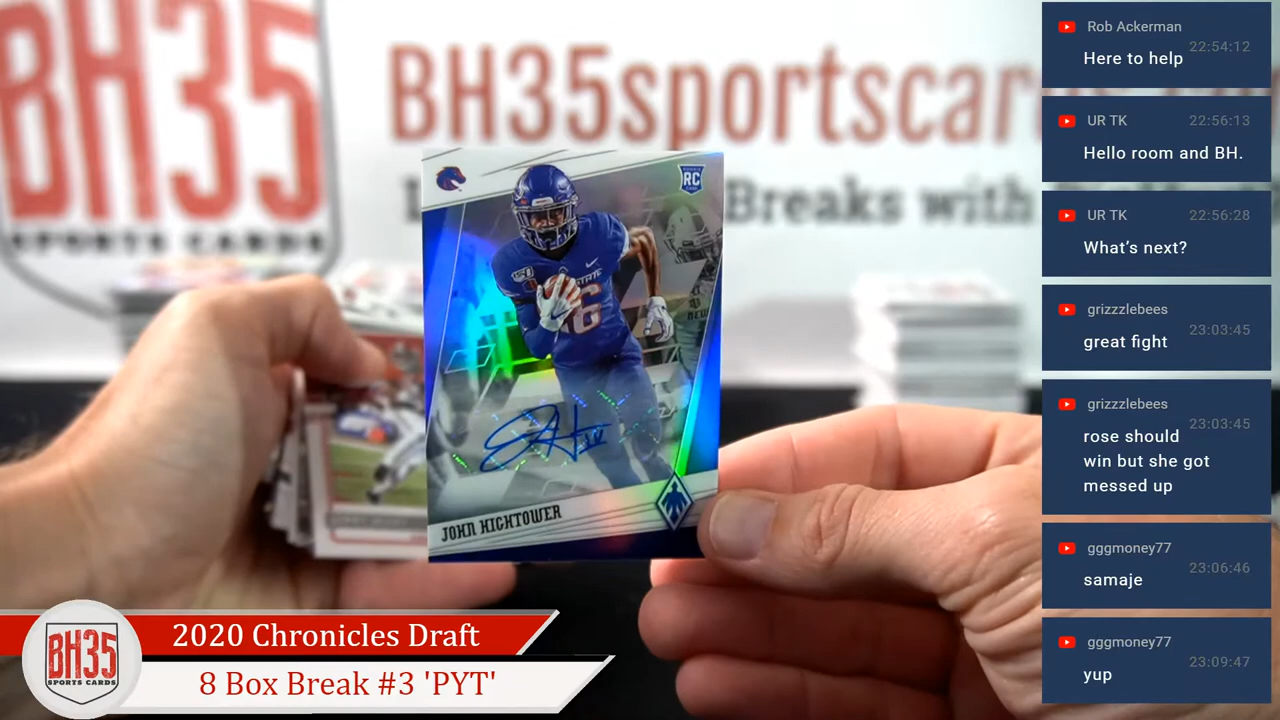 BH35
SPORTS CARDS
BH35sportscar
Breaks with
RC
150
STATE
16
JOHN HIGHTOWER
BH35
SPORTS CARDS
2020 Chronicles Draft
8 Box Break #3 'PYT'
Rob Ackerman
22:54:12
Here to help
UR TK
22:56:13
Hello room and BH.
UR TK
22:56:28
What's next?
grizzzlebees
23:03:45
great fight
grizzzlebees
23:03:45
rose should
win but she got
messed up
gggmoney77
23:06:46
samaje
gggmoney77
23:09:47
yup